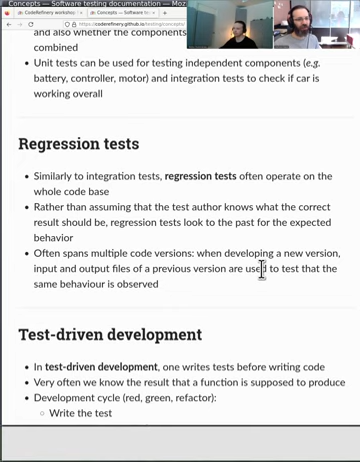 Concepts — Software testing documentation — Moz
CodeRefinery workshop
Concepts — Software te
https://coderefinery.github.io/testing/concepts/
and also whether the components
combined
• Unit tests can be used for testing independent components (e.g.
battery, controller, motor) and integration tests to check if car is
working overall
Regression tests
• Similarly to integration tests, regression tests often operate on the
whole code base
• Rather than assuming that the test author knows what the correct
result should be, regression tests look to the past for the expected
behavior
• Often spans multiple code versions: when developing a new version,
input and output files of a previous version are used to test that the
same behaviour is observed
Test-driven development
• In test-driven development, one writes tests before writing code
• Very often we know the result that a function is supposed to produce
• Development cycle (red, green, refactor):
○ Write the test